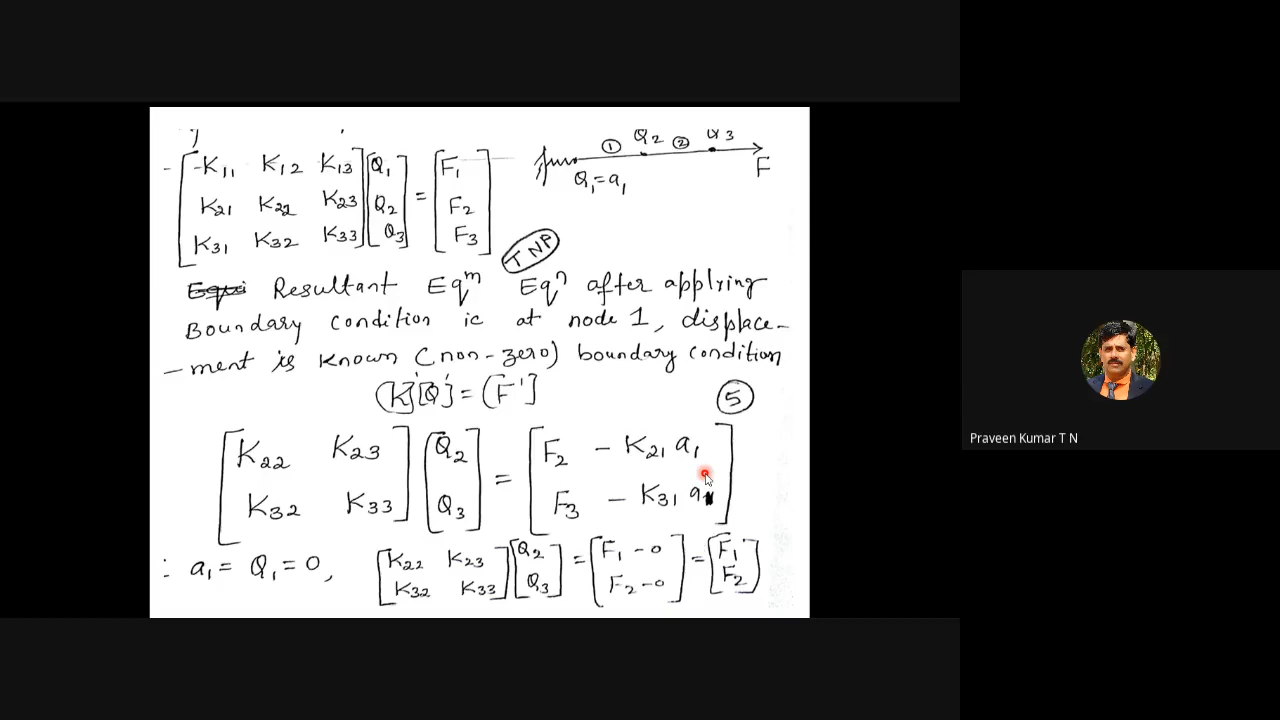 K11 K12 K13 Q1 = F1
K21 K22 K23 Q2 F2
K31 K32 K33 Q3 F3
1 Q2 2 Q3
Q1=a1 F
TNP
Resultant Eqm Eqn after applying
Boundary condition ie at node 1, displace-
-ment is known (non-zero) boundary condition
[K]'[Q]' = [F']
5
K22 K23 Q2 = F2 - K21 a1
K32 K33 Q3 F3 - K31 a1
: a1 = Q1 = 0, K22 K23 Q2 = F1 - 0 = F1
K32 K33 Q3 F2 - 0 F2
Praveen Kumar T N